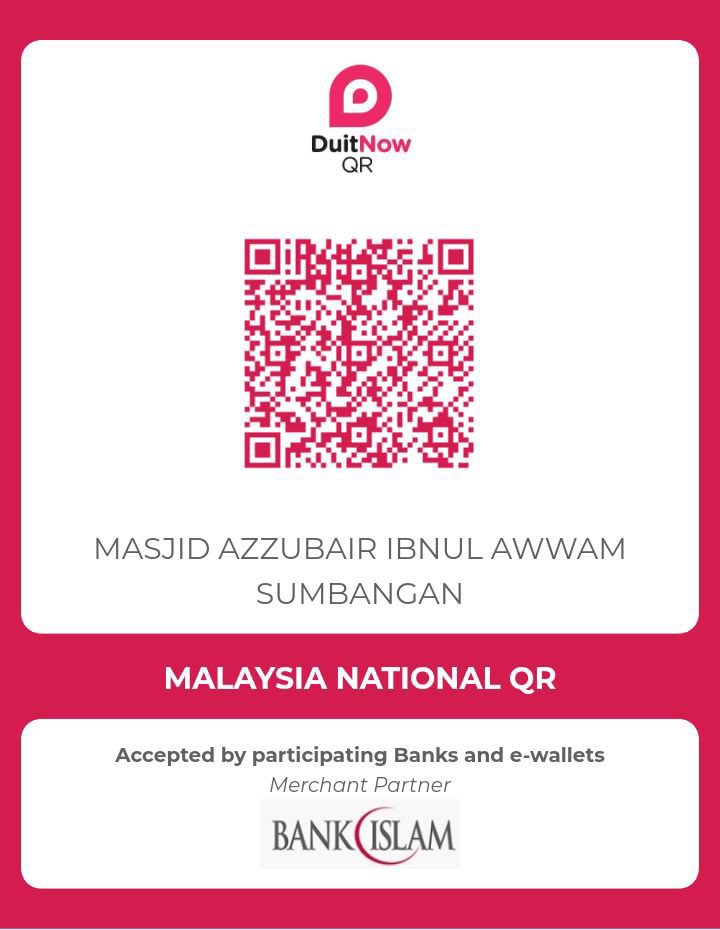 DuitNow
QR
MASJID AZZUBAIR IBNUL AWWAM
SUMBANGAN
MALAYSIA NATIONAL QR
Accepted by participating Banks and e-wallets
Merchant Partner
BANK ISLAM